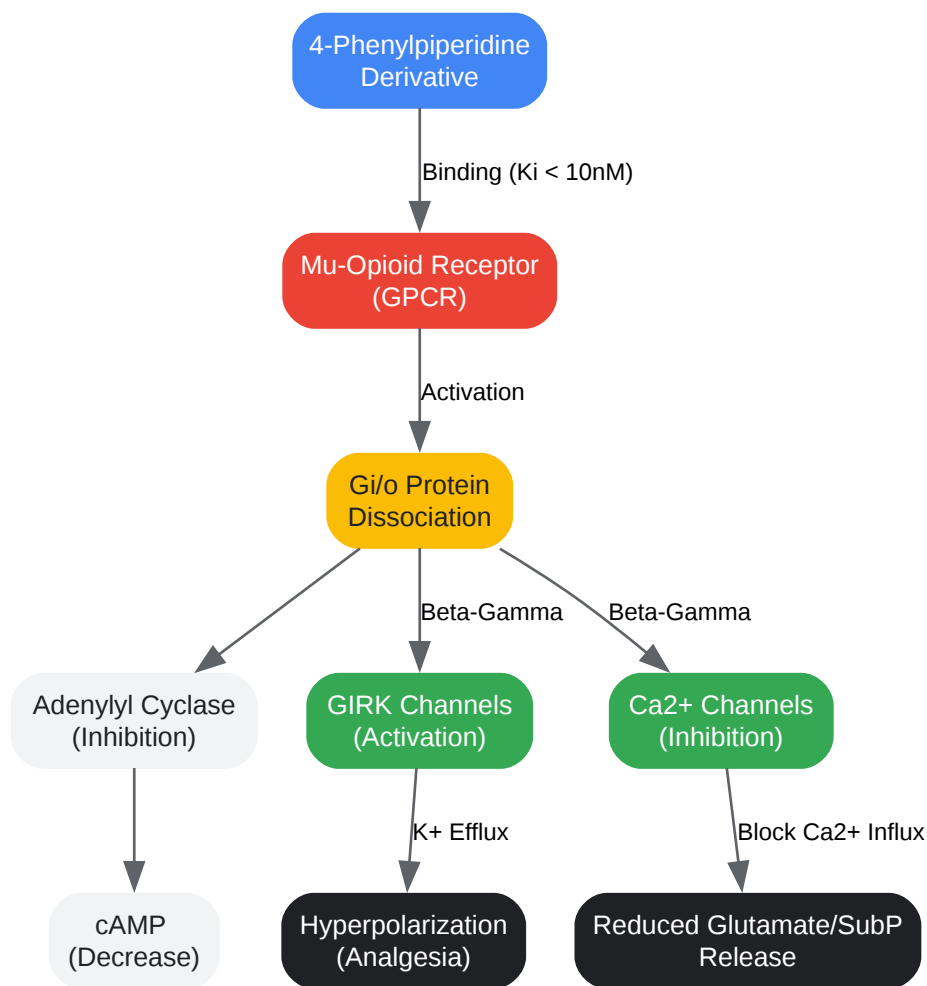 4-Phenylpiperidine
Derivative
Binding (Ki < 10nM)
Mu-Opioid Receptor
(GPCR)
Activation
Gi/o Protein
Dissociation
Beta-Gamma
Beta-Gamma
Adenylyl Cyclase
(Inhibition)
GIRK Channels
(Activation)
Ca2+ Channels
(Inhibition)
K+ Efflux
Block Ca2+ Influx
cAMP
(Decrease)
Hyperpolarization
(Analgesia)
Reduced Glutamate/SubP
Release